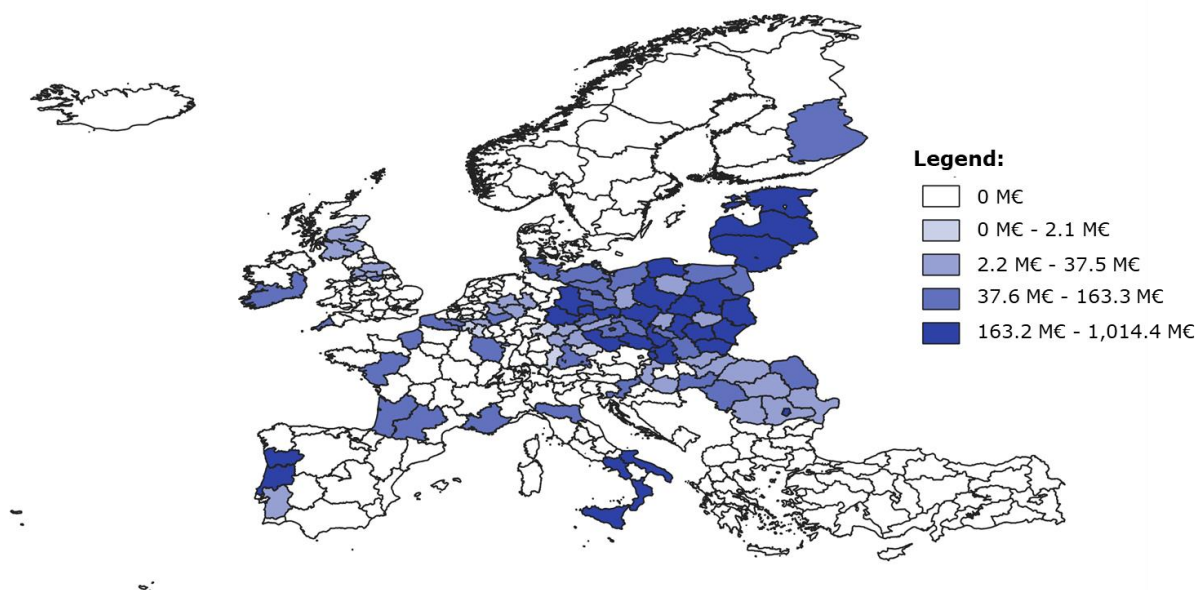 Legend:
0 M€
0 M€ - 2.1 M€
2.2 M€ - 37.5 M€
37.6 M€ - 163.3 M€
163.2 M€ - 1,014.4 M€